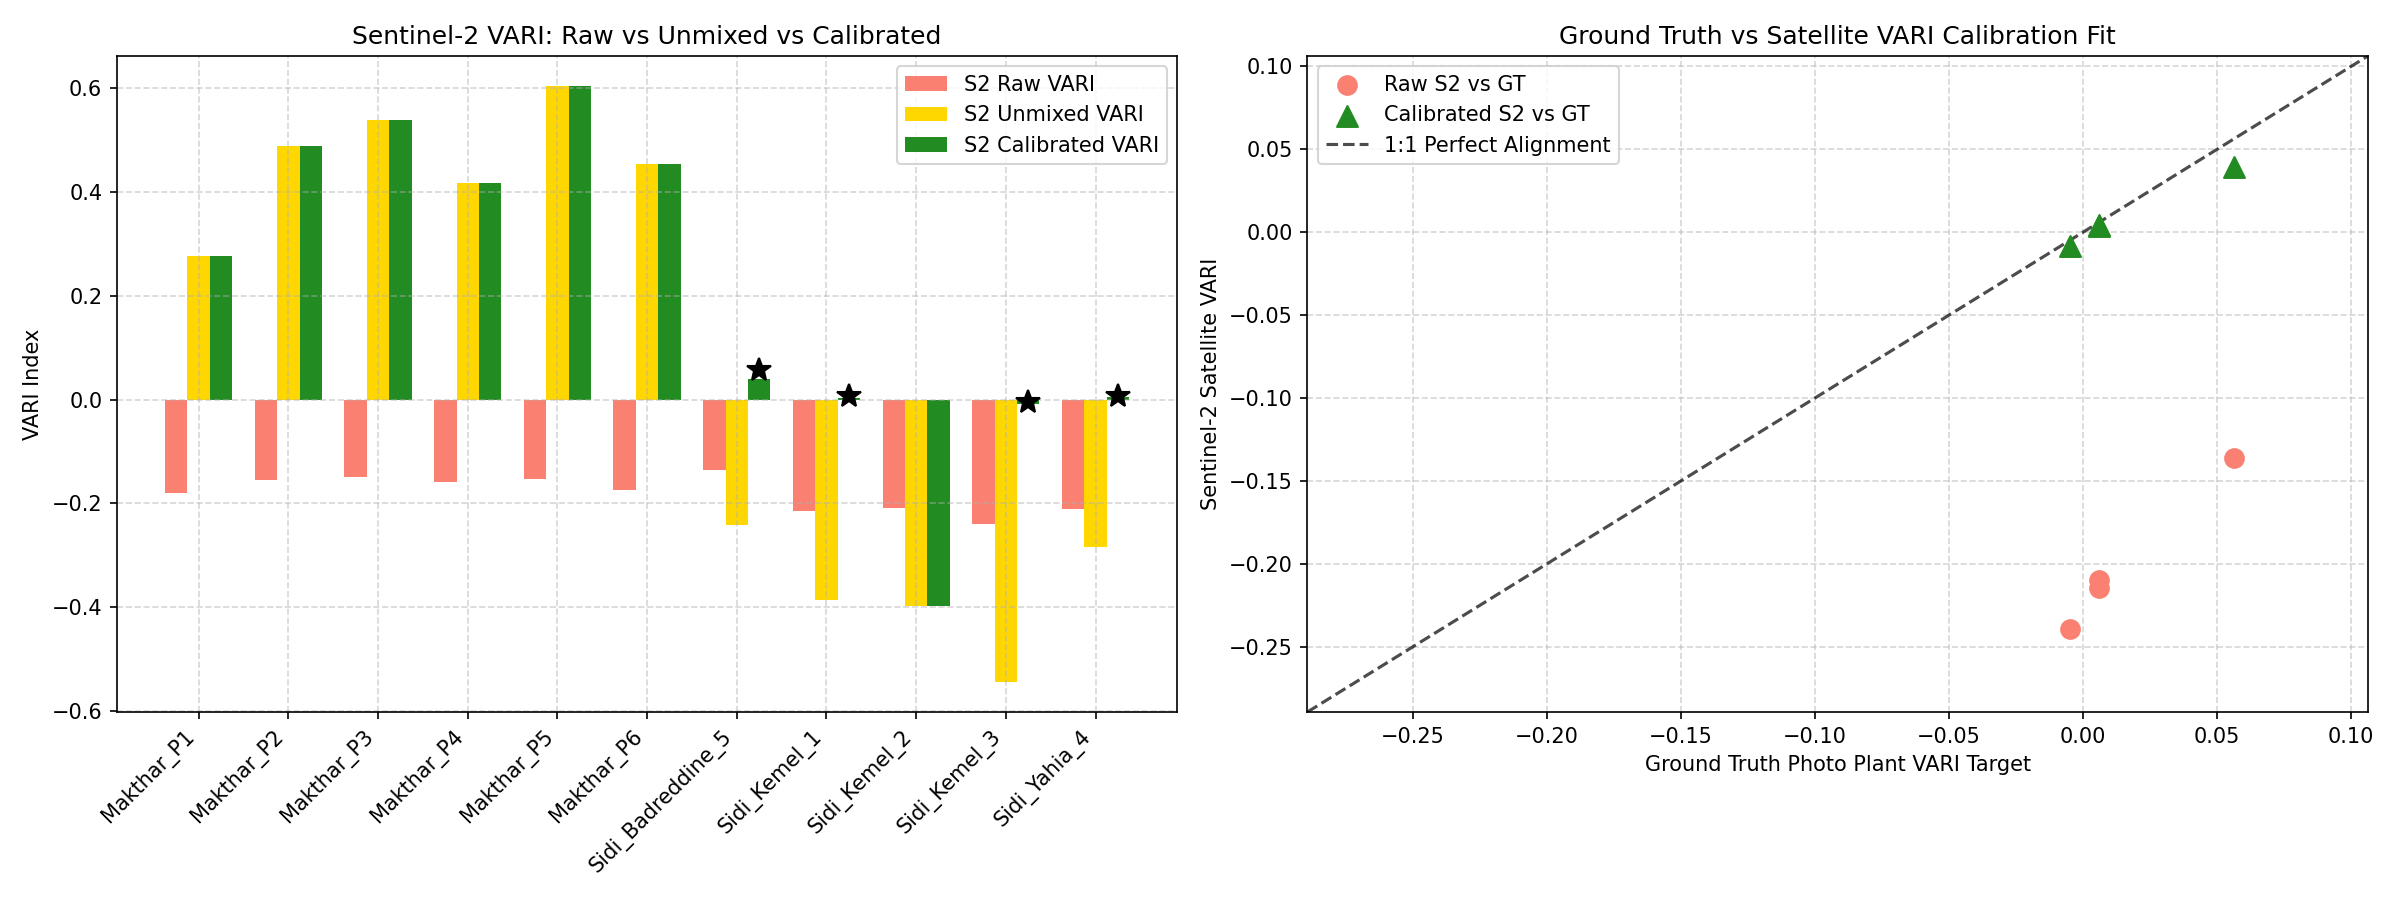 Sentinel-2 VARI: Raw vs Unmixed vs Calibrated
S2 Raw VARI
S2 Unmixed VARI
S2 Calibrated VARI
VARI Index
0.6
0.4
0.2
0.0
−0.2
−0.4
−0.6
Makthar_P1
Makthar_P2
Makthar_P3
Makthar_P4
Makthar_P5
Makthar_P6
Sidi_Badreddine_5
Sidi_Kemel_1
Sidi_Kemel_2
Sidi_Kemel_3
Sidi_Yahia_4
Ground Truth vs Satellite VARI Calibration Fit
Raw S2 vs GT
Calibrated S2 vs GT
1:1 Perfect Alignment
Sentinel-2 Satellite VARI
0.10
0.05
0.00
−0.05
−0.10
−0.15
−0.20
−0.25
−0.25
−0.20
−0.15
−0.10
−0.05
0.00
0.05
0.10
Ground Truth Photo Plant VARI Target